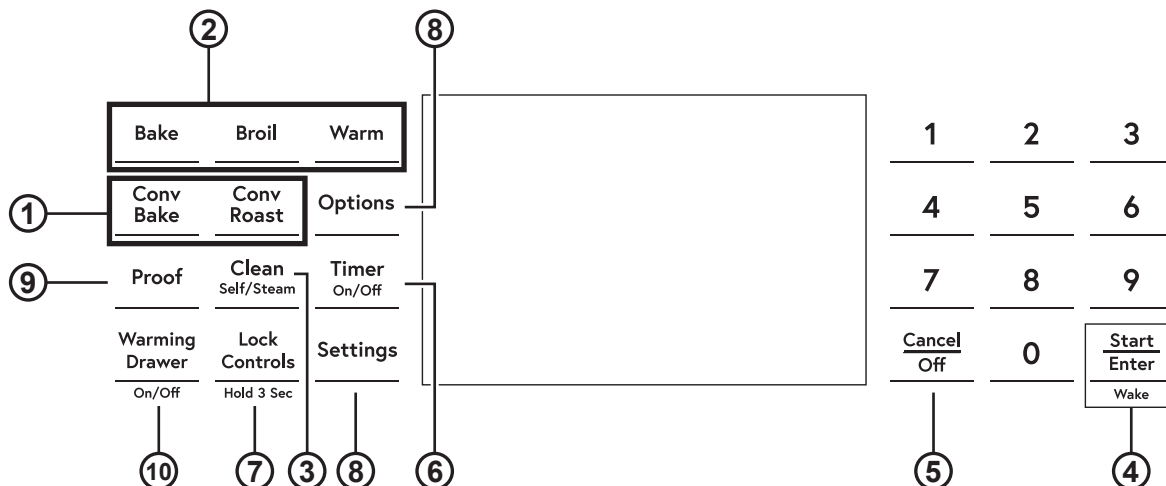 2 8
Bake Broil Warm 1 2 3
Conv Conv
Bake Roast Options 4 5 6
1
Proof Clean Timer 7 8 9
9 Self/Steam On/Off
Warming Lock Settings Cancel 0 Start
Drawer Controls Off Enter
On/Off Hold 3 Sec Wake
10 7 3 8 6 5 4